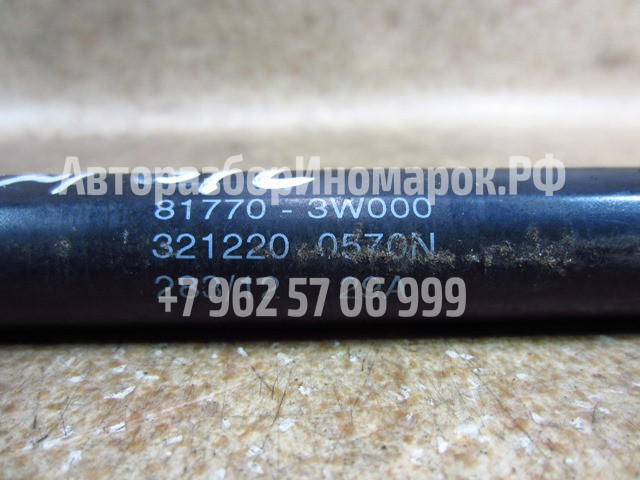 АвторазборИномарок.РФ
81770 - 3W000
321220 0570N
+7 962 57 06 999